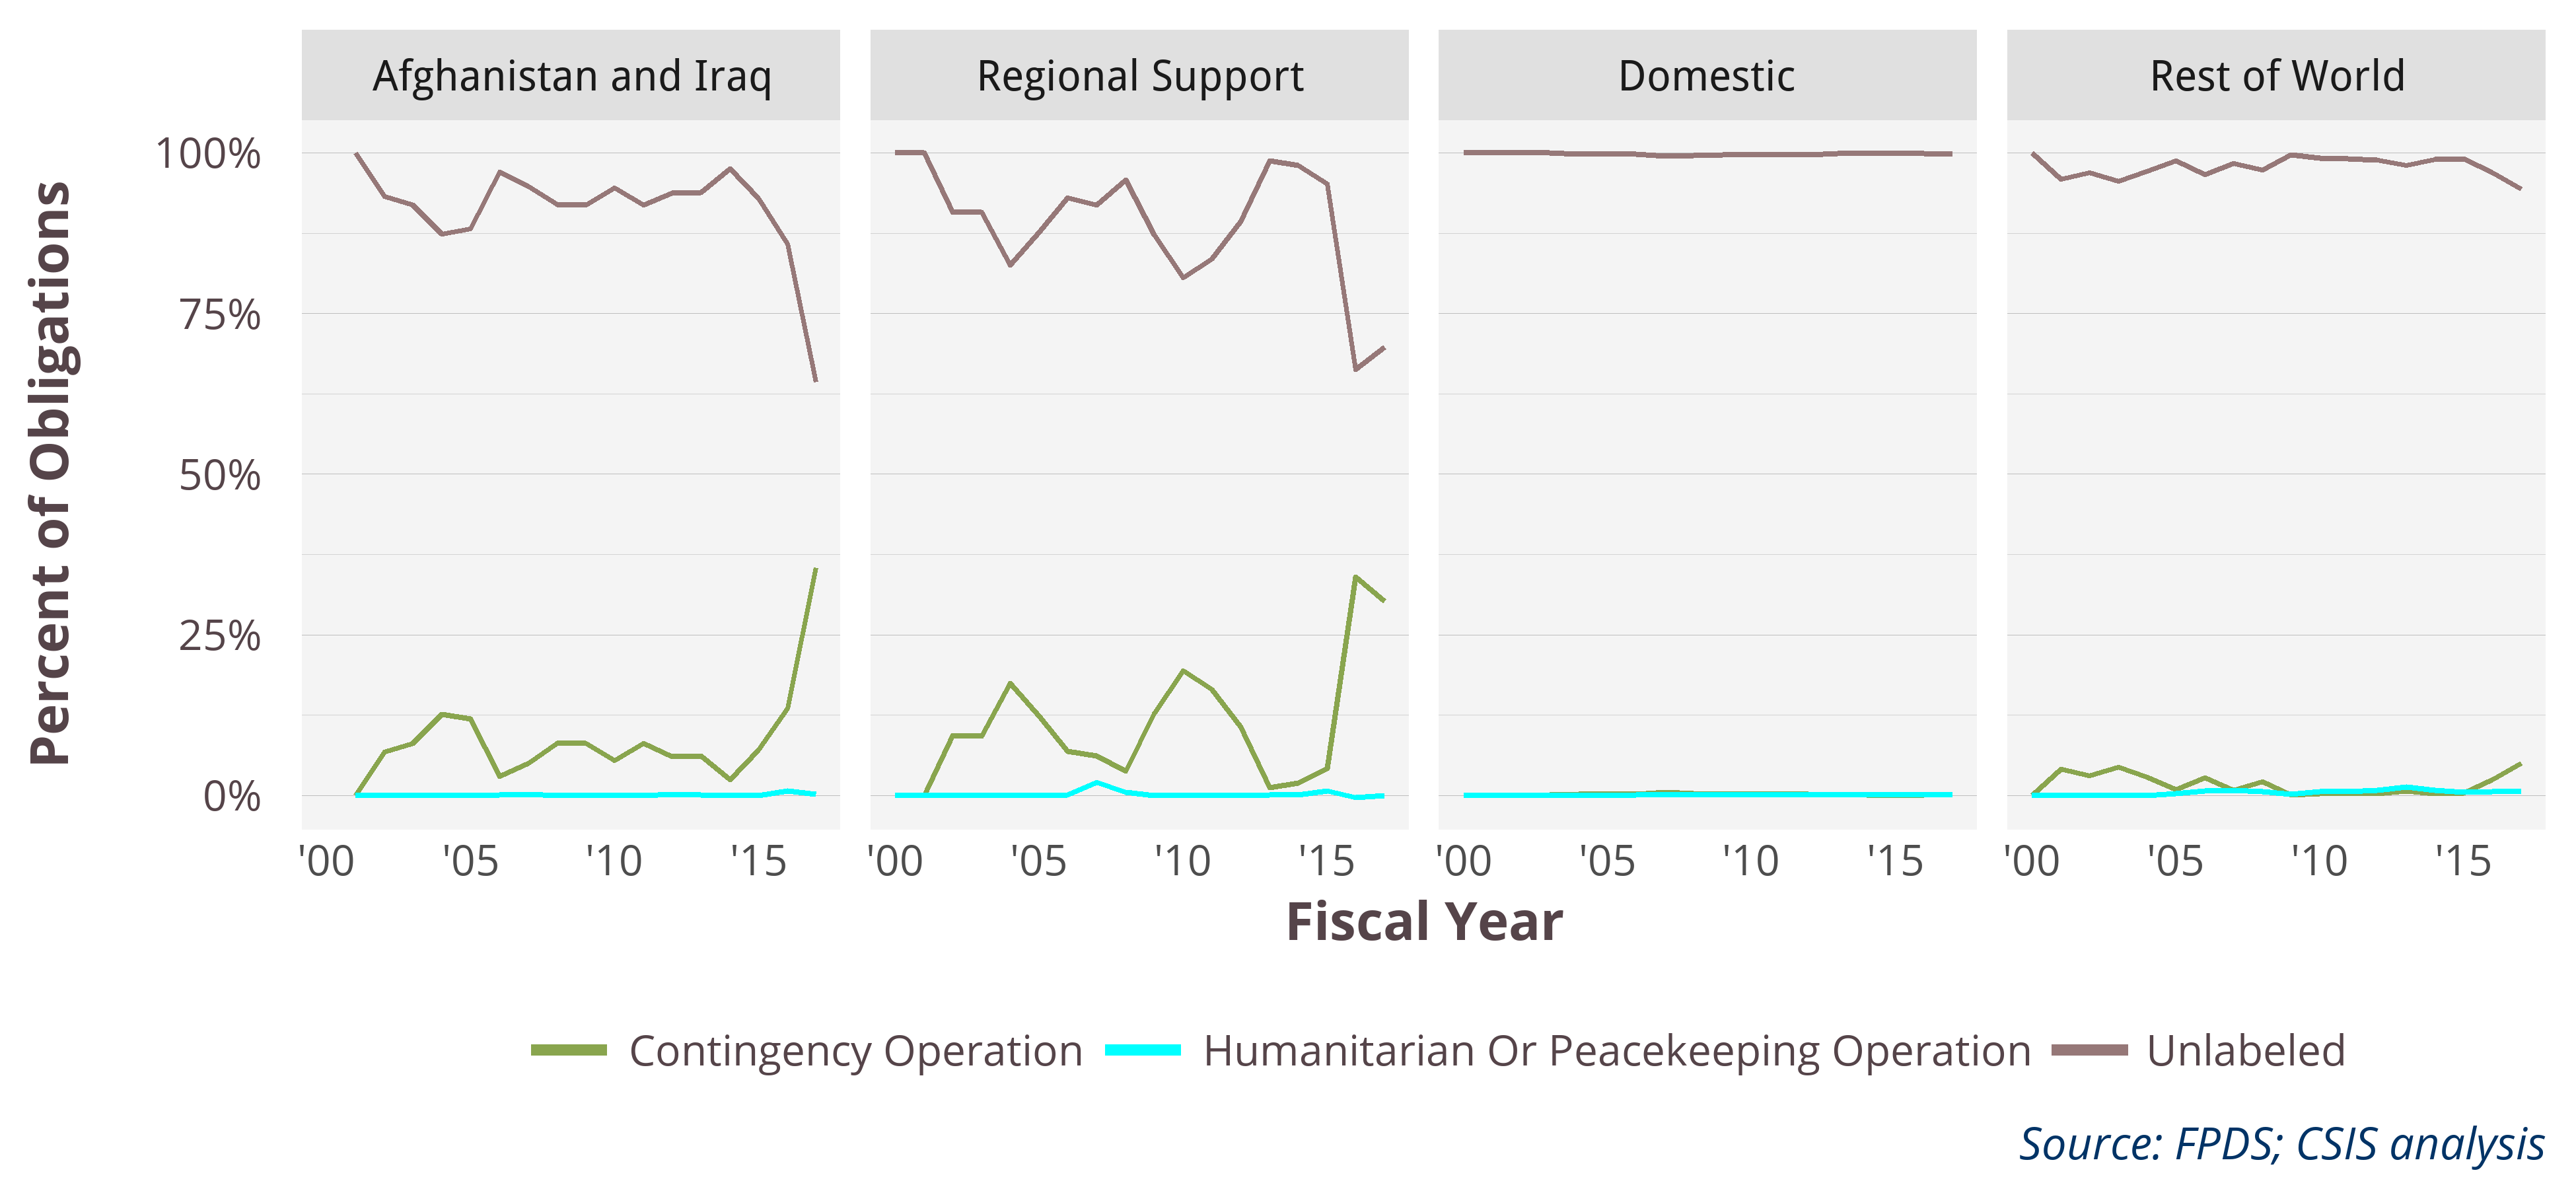 Afghanistan and Iraq
Regional Support
Domestic
Rest of World
Percent of Obligations
100%
75%
50%
25%
0%
'00 '05 '10 '15
'00 '05 '10 '15
'00 '05 '10 '15
'00 '05 '10 '15
Fiscal Year
Contingency Operation
Humanitarian Or Peacekeeping Operation
Unlabeled
Source: FPDS; CSIS analysis